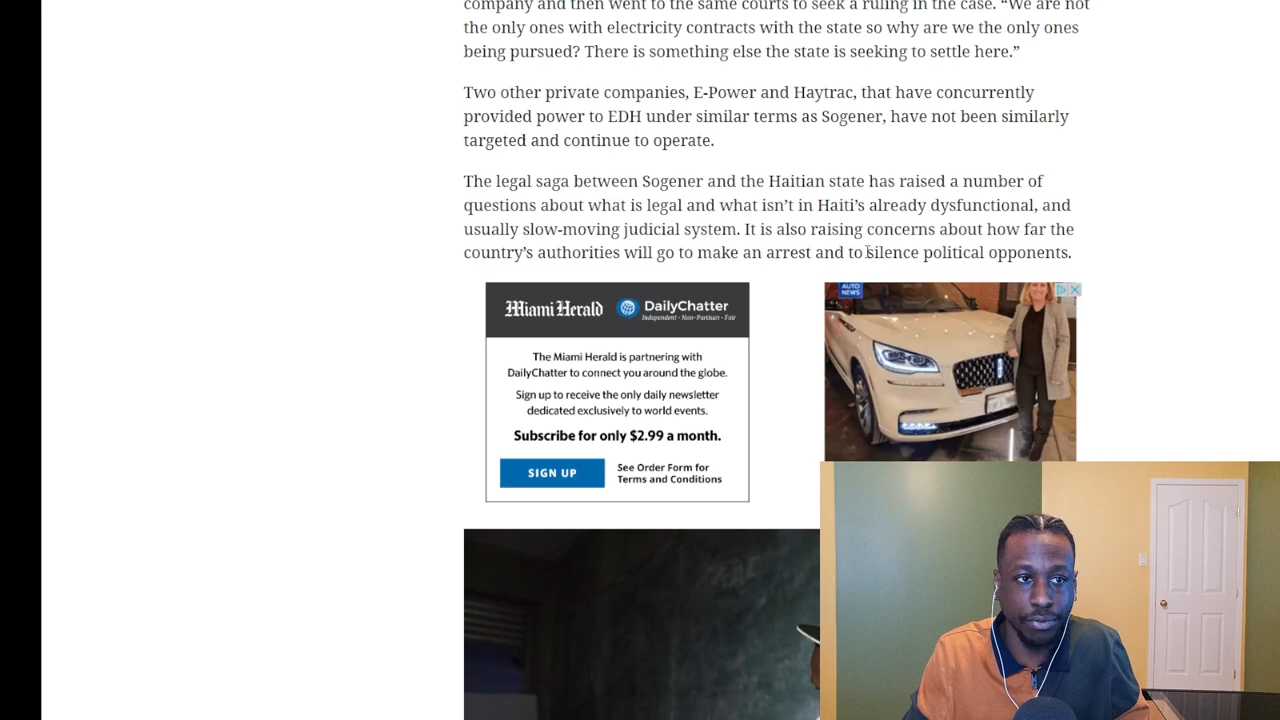 company and then went to the same courts to seek a ruling in the case. “We are not
the only ones with electricity contracts with the state so why are we the only ones
being pursued? There is something else the state is seeking to settle here.”
Two other private companies, E-Power and Haytrac, that have concurrently
provided power to EDH under similar terms as Sogener, have not been similarly
targeted and continue to operate.
The legal saga between Sogener and the Haitian state has raised a number of
questions about what is legal and what isn’t in Haiti’s already dysfunctional, and
usually slow-moving judicial system. It is also raising concerns about how far the
country’s authorities will go to make an arrest and to silence political opponents.
Miami Herald
DailyChatter
Independent · Non-Partisan · Fair
The Miami Herald is partnering with
DailyChatter to connect you around the globe.
Sign up to receive the only daily newsletter
dedicated exclusively to world events.
Subscribe for only $2.99 a month.
SIGN UP
See Order Form for
Terms and Conditions
AUTO
NEWS